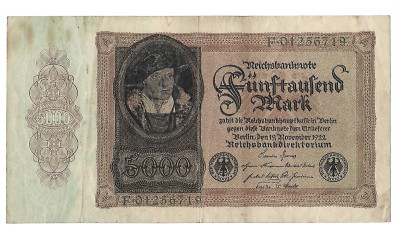 F·01256719
Reichsbanknote
Fünftausend
Mark
zahlt die Reichsbankhauptkasse in Berlin
gegen diese Banknote dem Einlieferer
Berlin, den 19. November 1922
Reichsbankdirektorium
5000
5000
F·01256719